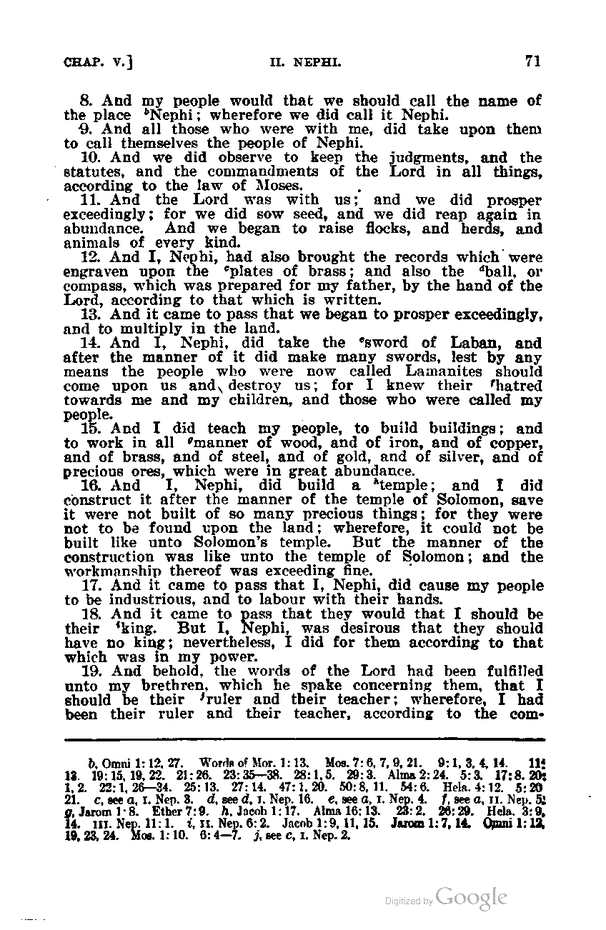 CHAP. V.] II. NEPHI. 71
8. And my people would that we should call the name of
the place ᵇNephi; wherefore we did call it Nephi.
9. And all those who were with me, did take upon them
to call themselves the people of Nephi.
10. And we did observe to keep the judgments, and the
statutes, and the commandments of the Lord in all things,
according to the law of Moses.
11. And the Lord was with us; and we did prosper
exceedingly; for we did sow seed, and we did reap again in
abundance. And we began to raise flocks, and herds, and
animals of every kind.
12. And I, Nephi, had also brought the records which were
engraven upon the ᶜplates of brass; and also the ᵈball, or
compass, which was prepared for my father, by the hand of the
Lord, according to that which is written.
13. And it came to pass that we began to prosper exceedingly,
and to multiply in the land.
14. And I, Nephi, did take the ᵉsword of Laban, and
after the manner of it did make many swords, lest by any
means the people who were now called Lamanites should
come upon us and destroy us; for I knew their ᶠhatred
towards me and my children, and those who were called my
people.
15. And I did teach my people, to build buildings; and
to work in all ᵍmanner of wood, and of iron, and of copper,
and of brass, and of steel, and of gold, and of silver, and of
precious ores, which were in great abundance.
16. And I, Nephi, did build a ʰtemple; and I did
construct it after the manner of the temple of Solomon, save
it were not built of so many precious things; for they were
not to be found upon the land; wherefore, it could not be
built like unto Solomon's temple. But the manner of the
construction was like unto the temple of Solomon; and the
workmanship thereof was exceeding fine.
17. And it came to pass that I, Nephi, did cause my people
to be industrious, and to labour with their hands.
18. And it came to pass that they would that I should be
their ⁱking. But I, Nephi, was desirous that they should
have no king; nevertheless, I did for them according to that
which was in my power.
19. And behold, the words of the Lord had been fulfilled
unto my brethren, which he spake concerning them, that I
should be their ʲruler and their teacher; wherefore, I had
been their ruler and their teacher, according to the com-
b, Omni 1:12, 27. Words of Mor. 1:13. Mos. 7:6, 7, 9, 21. 9:1, 3, 4, 14. 11:
13. 19:15, 19, 22. 21:26. 23:35—38. 28:1, 5. 29:3. Alma 2:24. 5:3. 17:8. 20:
1, 2. 22:1, 26—34. 25:13. 27:14. 47:1, 20. 50:8, 11. 54:6. Hela. 4:12. 5:20
21. c, see a, I. Nep. 3. d, see d, I. Nep. 16. e, see a, I. Nep. 4. f, see a, II. Nep. 5:
g, Jarom 1:8. Ether 7:9. h, Jacob 1:17. Alma 16:13. 23:2. 26:29. Hela. 3:9,
14. III. Nep. 11:1. i, II. Nep. 6:2. Jacob 1:9, 11, 15. Jarom 1:7, 14. Omni 1:12,
19, 23, 24. Mos. 1:10. 6:4—7. j, see c, I. Nep. 2.
Digitized by Google